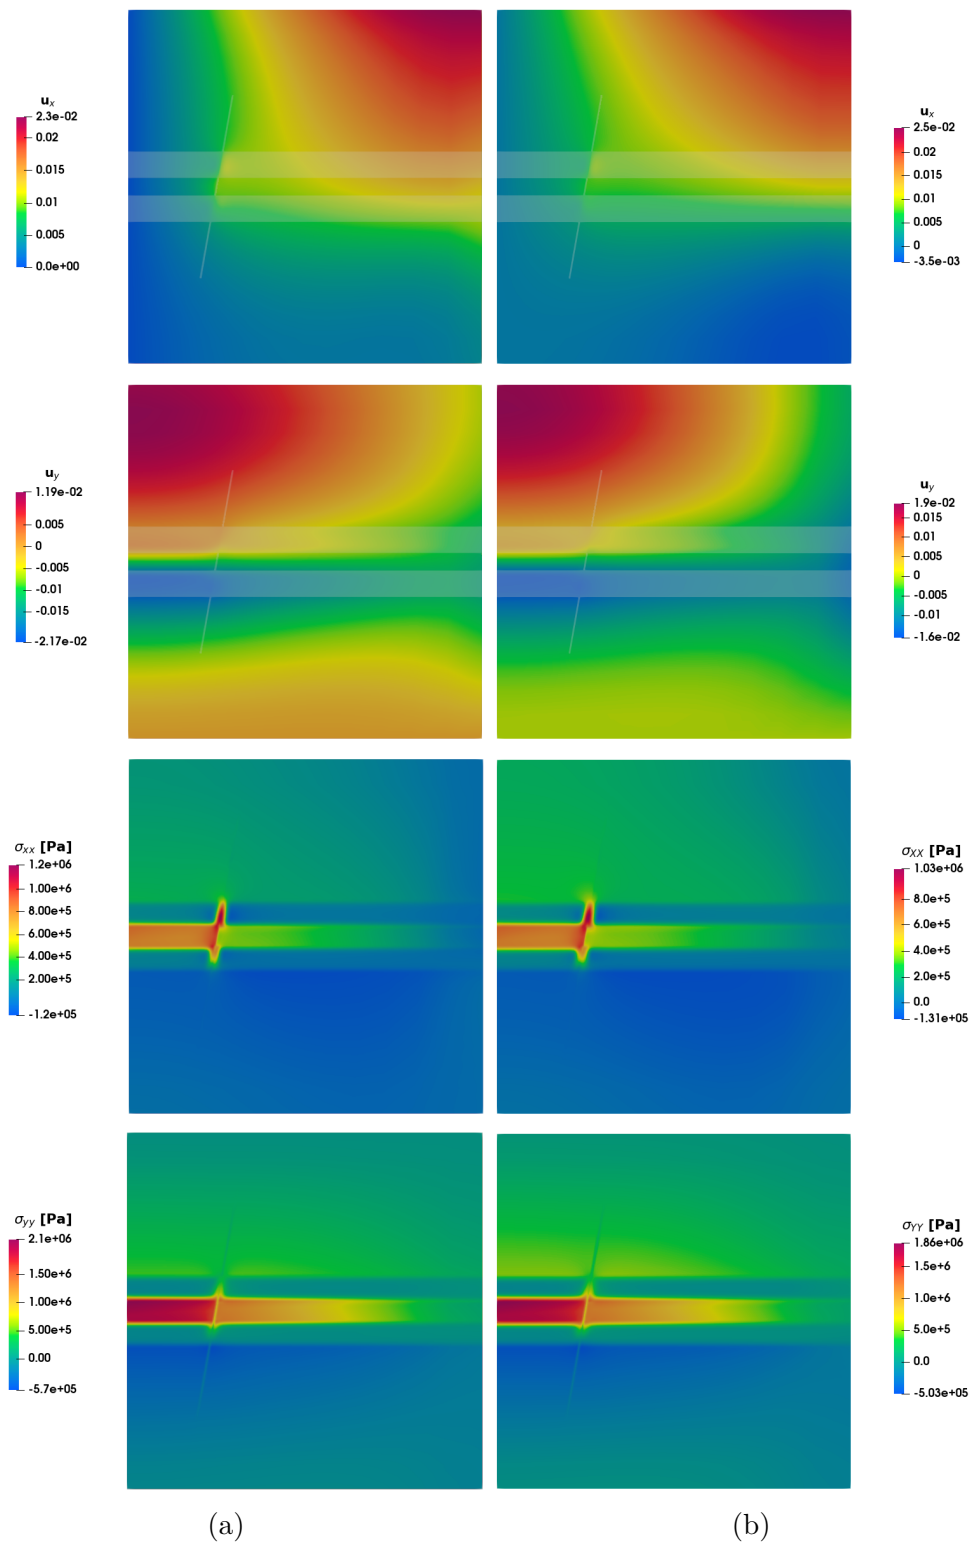 u_x
2.3e-02
0.02
0.015
0.01
0.005
0.0e+00
u_x
2.5e-02
0.02
0.015
0.01
0.005
0
-3.5e-03
u_y
1.19e-02
0.005
0
-0.005
-0.01
-0.015
-2.17e-02
u_y
1.9e-02
0.015
0.01
0.005
0
-0.005
-0.01
-1.6e-02
σ_xx [Pa]
1.2e+06
1.00e+6
8.00e+5
6.00e+5
4.00e+5
2.00e+5
-1.2e+05
σ_XX [Pa]
1.03e+06
8.0e+5
6.0e+5
4.0e+5
2.0e+5
0.0
-1.31e+05
σ_yy [Pa]
2.1e+06
1.50e+6
1.00e+6
5.00e+5
0.00
-5.7e+05
σ_YY [Pa]
1.86e+06
1.5e+6
1.0e+6
5.0e+5
0.0
-5.03e+05
(a)
(b)